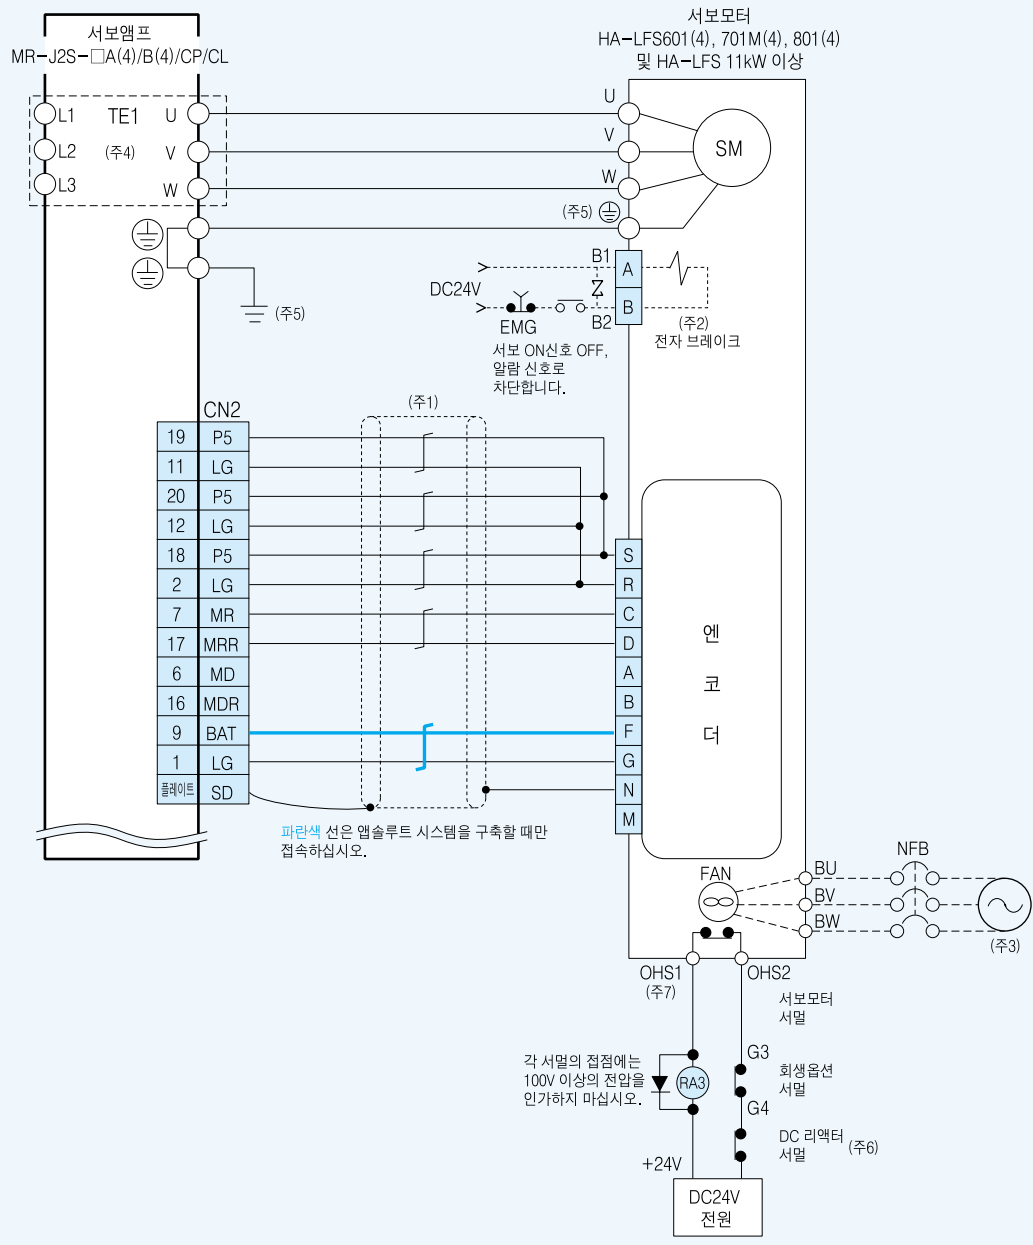 서보앰프
MR-J2S-□A(4)/B(4)/CP/CL
서보모터
HA-LFS601(4), 701M(4), 801(4)
및 HA-LFS 11kW 이상
L1 TE1 U
L2 (주4) V
L3 W
U
V
W
SM
(주5)
(주5)
DC24V
B1
A
B
B2
EMG
(주2)
전자 브레이크
서보 ON신호 OFF,
알람 신호로
차단합니다.
(주1)
CN2
19 P5
11 LG
20 P5
12 LG
18 P5
2 LG
7 MR
17 MRR
6 MD
16 MDR
9 BAT
1 LG
플레이트 SD
S
R
C
D
A
B
F
G
N
M
엔
코
더
파란색 선은 앱솔루트 시스템을 구축할 때만
접속하십시오.
FAN
BU
BV
BW
NFB
(주3)
OHS1
(주7)
OHS2
서보모터
서멀
각 서멀의 접점에는
100V 이상의 전압을
인가하지 마십시오.
RA3
G3
회생옵션
서멀
G4
DC 리액터
서멀
(주6)
+24V
DC24V
전원